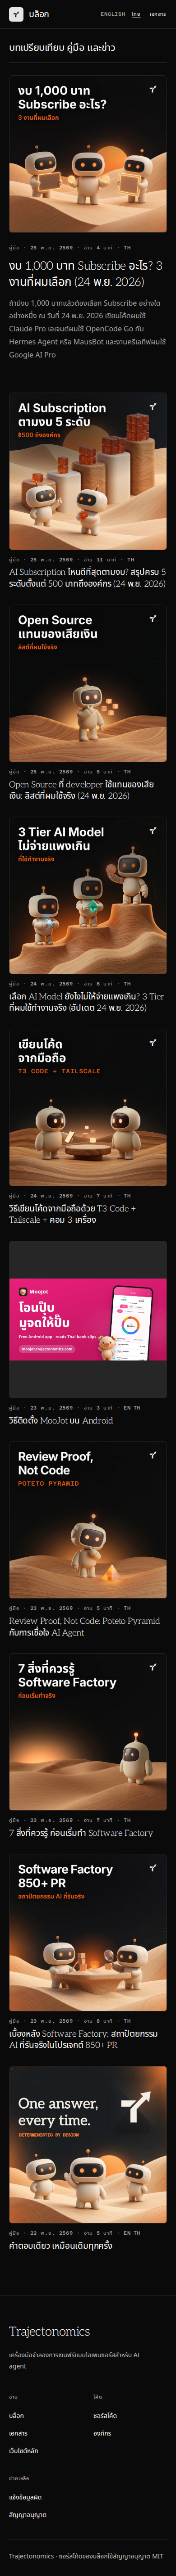 บล็อก
ENGLISH ไทย เอกสาร
บทเปรียบเทียบ คู่มือ และข่าว
งบ 1,000 บาท
Subscribe อะไร?
3 งานที่ผมเลือก
คู่มือ · 25 พ.ย. 2569 · อ่าน 4 นาที · TH
งบ 1,000 บาท Subscribe อะไร? 3
งานที่ผมเลือก (24 พ.ย. 2026)
ถ้ามีงบ 1,000 บาทแล้วต้องเลือก Subscribe อย่างใด
อย่างหนึ่ง ณ วันที่ 24 พ.ย. 2026 เขียนโค้ดผมใช้
Claude Pro เอเจนต์ผมใช้ OpenCode Go กับ
Hermes Agent หรือ MausBot และงานครีเอทีฟผมใช้
Google AI Pro
AI Subscription
ตามงบ 5 ระดับ
฿500 ถึงองค์กร
คู่มือ · 25 พ.ย. 2569 · อ่าน 11 นาที · TH
AI Subscription ไหนดีที่สุดตามงบ? สรุปครบ 5
ระดับตั้งแต่ 500 บาทถึงองค์กร (24 พ.ย. 2026)
Open Source
แทนของเสียเงิน
ลิสต์ที่ผมใช้จริง
คู่มือ · 25 พ.ย. 2569 · อ่าน 5 นาที · TH
Open Source ที่ developer ใช้แทนของเสีย
เงิน: ลิสต์ที่ผมใช้จริง (24 พ.ย. 2026)
3 Tier AI Model
ไม่จ่ายแพงเกิน
ที่ใช้ทำงานจริง
คู่มือ · 24 พ.ย. 2569 · อ่าน 6 นาที · TH
เลือก AI Model ยังไงไม่ให้จ่ายแพงเกิน? 3 Tier
ที่ผมใช้ทำงานจริง (อัปเดต 24 พ.ย. 2026)
เขียนโค้ด
จากมือถือ
T3 CODE + TAILSCALE
คู่มือ · 24 พ.ย. 2569 · อ่าน 7 นาที · TH
วิธีเขียนโค้ดจากมือถือด้วย T3 Code +
Tailscale + คอม 3 เครื่อง
MooJot
โอนปุ๊บ
มูจดให้ปั๊บ
Free Android app · reads Thai bank slips
moojot.trajectonomics.com
คู่มือ · 23 พ.ย. 2569 · อ่าน 3 นาที · EN TH
วิธีติดตั้ง MooJot บน Android
Review Proof,
Not Code
POTETO PYRAMID
คู่มือ · 23 พ.ย. 2569 · อ่าน 5 นาที · TH
Review Proof, Not Code: Poteto Pyramid
กับการเชื่อใจ AI Agent
7 สิ่งที่ควรรู้
Software Factory
ก่อนเริ่มทำจริง
คู่มือ · 23 พ.ย. 2569 · อ่าน 7 นาที · TH
7 สิ่งที่ควรรู้ ก่อนเริ่มทำ Software Factory
Software Factory
850+ PR
สถาปัตยกรรม AI ที่รันจริง
คู่มือ · 23 พ.ย. 2569 · อ่าน 8 นาที · TH
เบื้องหลัง Software Factory: สถาปัตยกรรม
AI ที่รันจริงในโปรเจกต์ 850+ PR
One answer,
every time.
DETERMINISTIC BY DESIGN
คู่มือ · 22 พ.ย. 2569 · อ่าน 5 นาที · EN TH
คำตอบเดียว เหมือนเดิมทุกครั้ง
Trajectonomics
เครื่องมือจำลองการเงินฟรีแบบโอเพนซอร์สสำหรับ AI
agent
อ่าน
บล็อก
เอกสาร
เว็บไซต์หลัก
โค้ด
ซอร์สโค้ด
องค์กร
ช่วยเหลือ
แจ้งข้อมูลผิด
สัญญาอนุญาต
Trajectonomics · ซอร์สโค้ดของบล็อกใช้สัญญาอนุญาต MIT